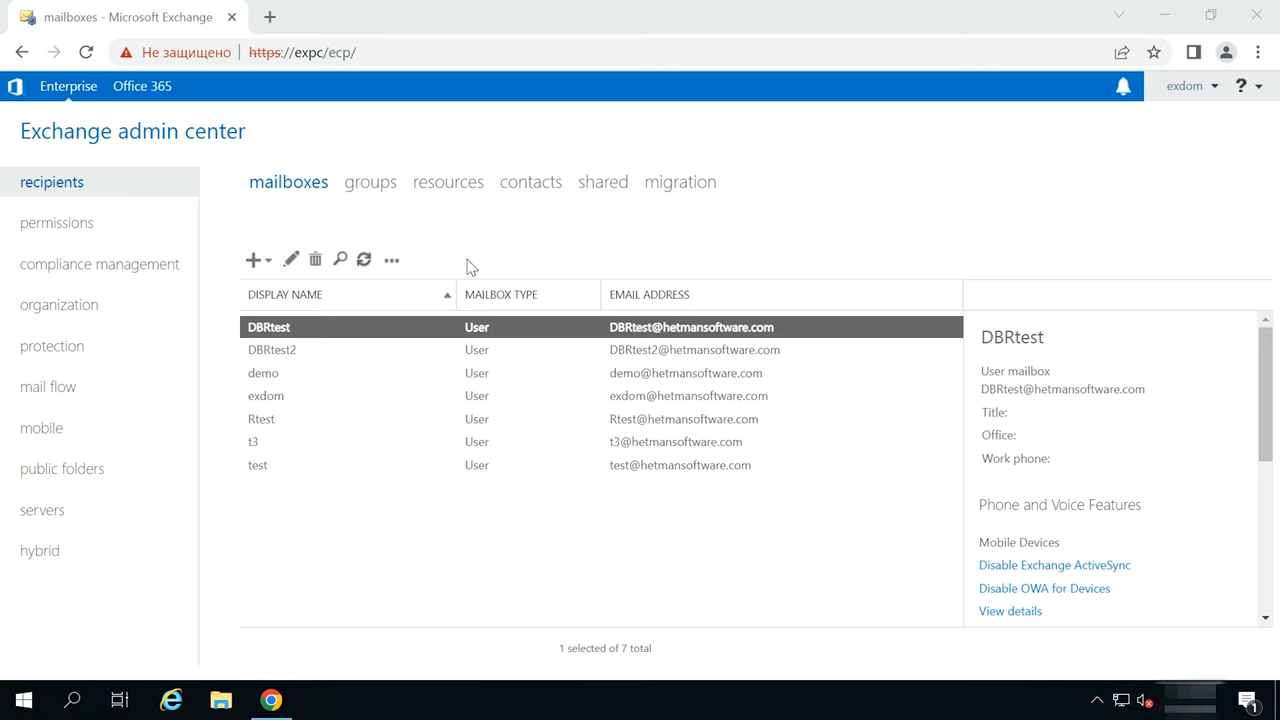 mailboxes - Microsoft Exchange
Не защищено https://expc/ecp/
Enterprise Office 365 exdom ?
Exchange admin center
recipients
permissions
compliance management
organization
protection
mail flow
mobile
public folders
servers
hybrid
mailboxes groups resources contacts shared migration
DISPLAY NAME MAILBOX TYPE EMAIL ADDRESS
DBRtest User DBRtest@hetmansoftware.com
DBRtest2 User DBRtest2@hetmansoftware.com
demo User demo@hetmansoftware.com
exdom User exdom@hetmansoftware.com
Rtest User Rtest@hetmansoftware.com
t3 User t3@hetmansoftware.com
test User test@hetmansoftware.com
1 selected of 7 total
DBRtest
User mailbox
DBRtest@hetmansoftware.com
Title:
Office:
Work phone:
Phone and Voice Features
Mobile Devices
Disable Exchange ActiveSync
Disable OWA for Devices
View details
1